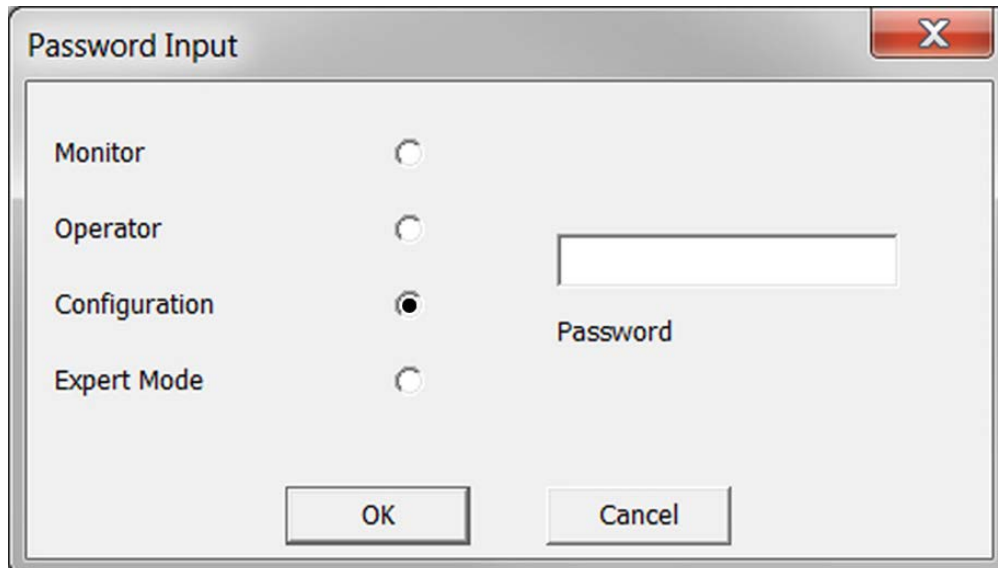 Password Input
Monitor
Operator
Configuration
Password
Expert Mode
OK Cancel